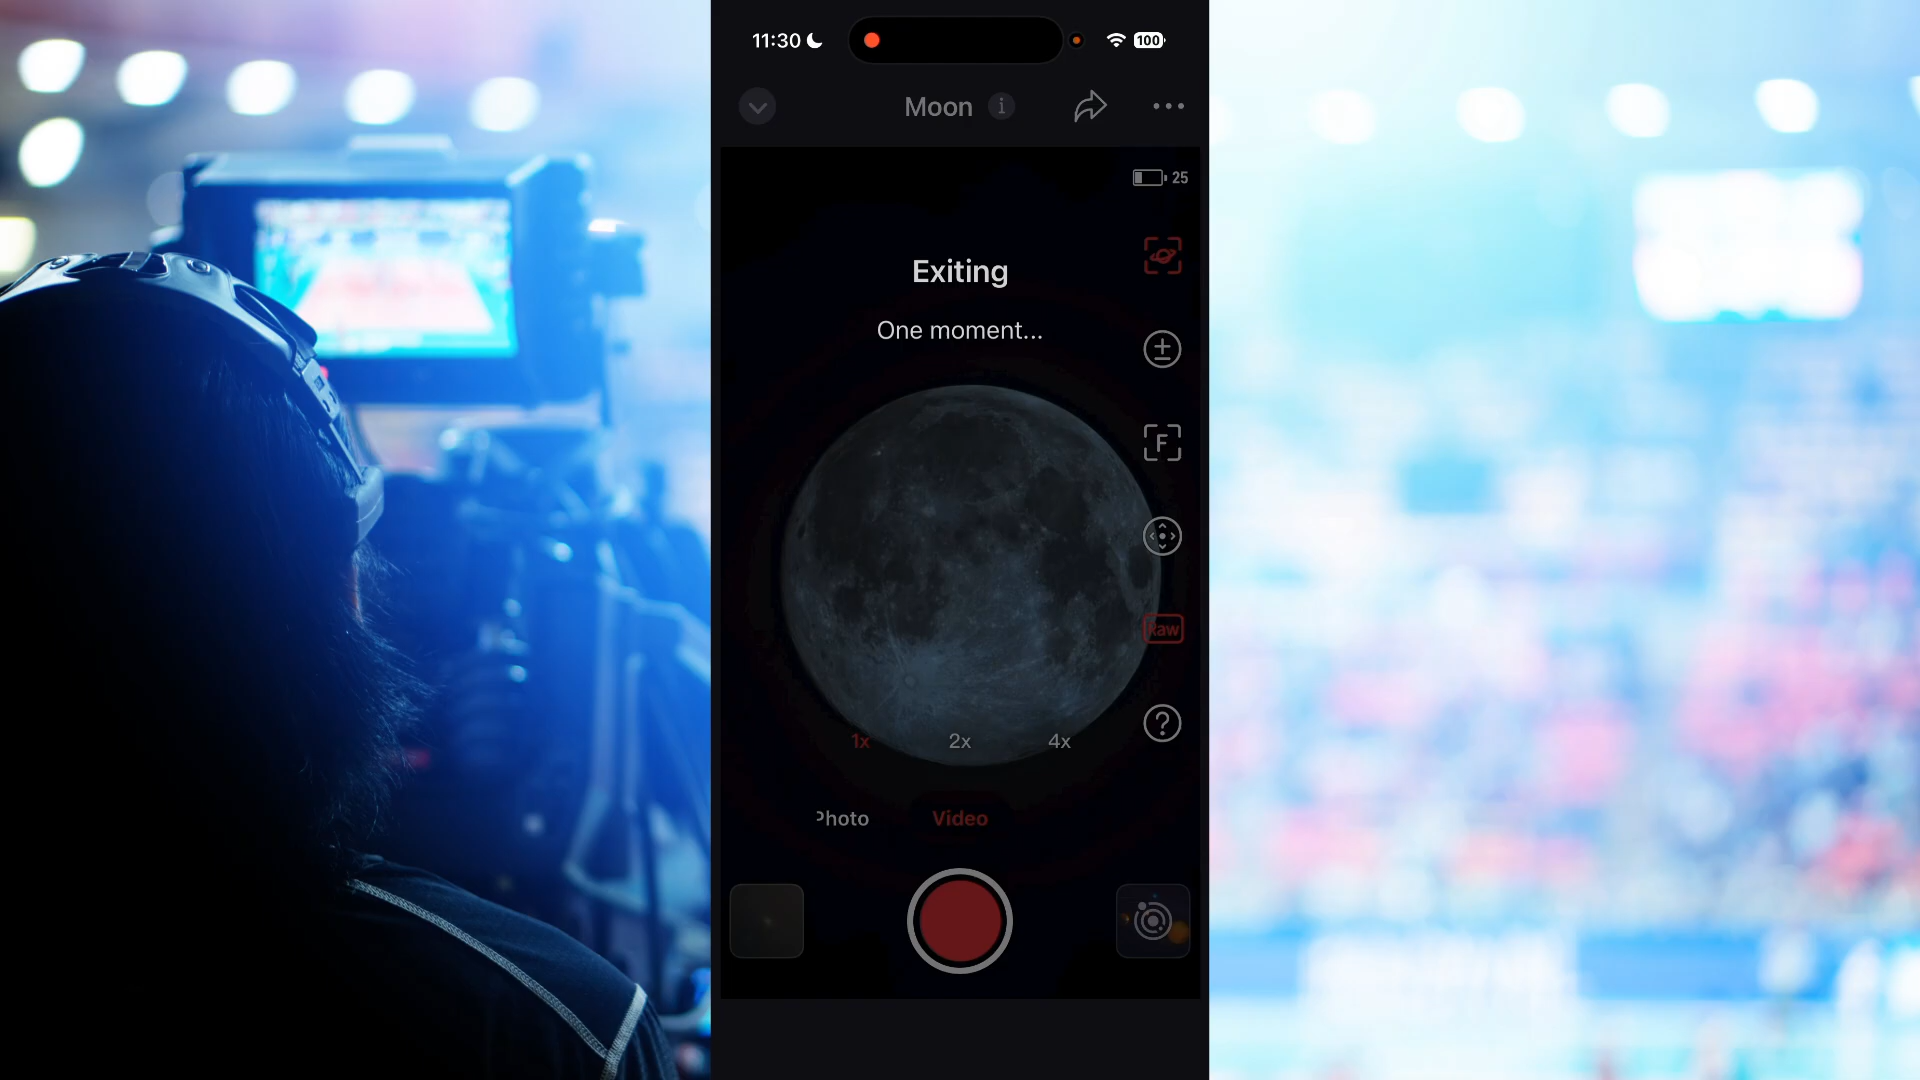 11:30
100
Moon
25
Exiting
One moment...
F
Raw
1x 2x 4x
Photo Video